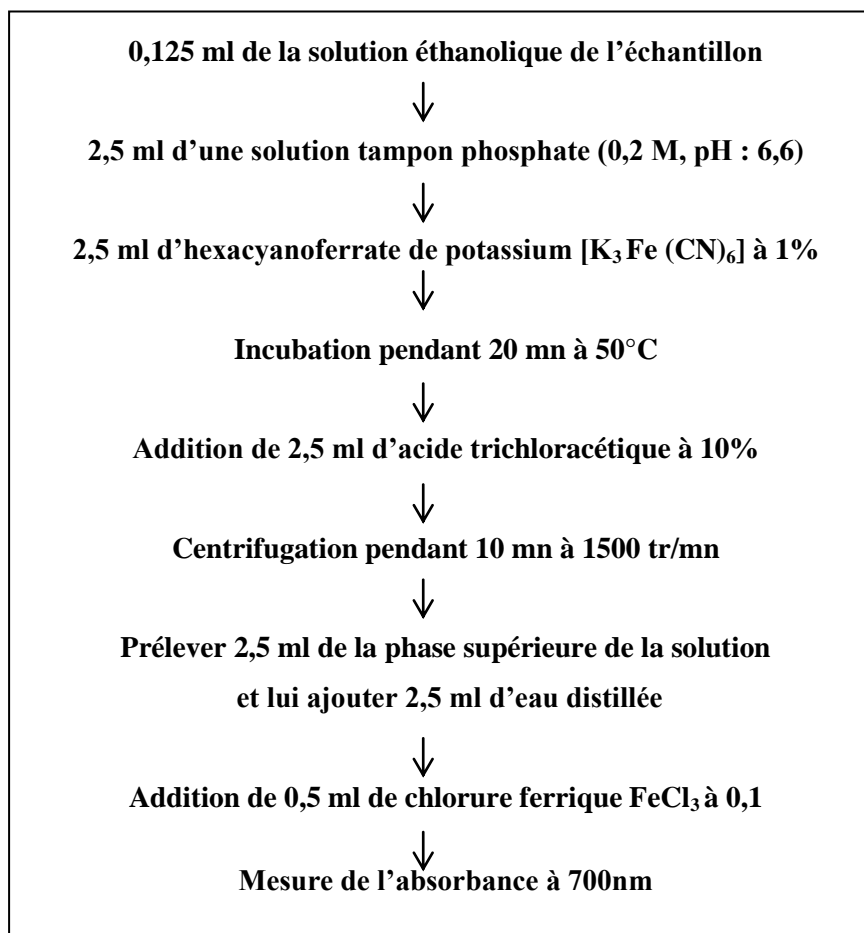 0,125 ml de la solution éthanolique de l’échantillon
2,5 ml d’une solution tampon phosphate (0,2 M, pH : 6,6)
2,5 ml d’hexacyanoferrate de potassium [K₃ Fe (CN)₆] à 1%
Incubation pendant 20 mn à 50°C
Addition de 2,5 ml d’acide trichloracétique à 10%
Centrifugation pendant 10 mn à 1500 tr/mn
Prélever 2,5 ml de la phase supérieure de la solution
et lui ajouter 2,5 ml d’eau distillée
Addition de 0,5 ml de chlorure ferrique FeCl₃ à 0,1
Mesure de l’absorbance à 700nm